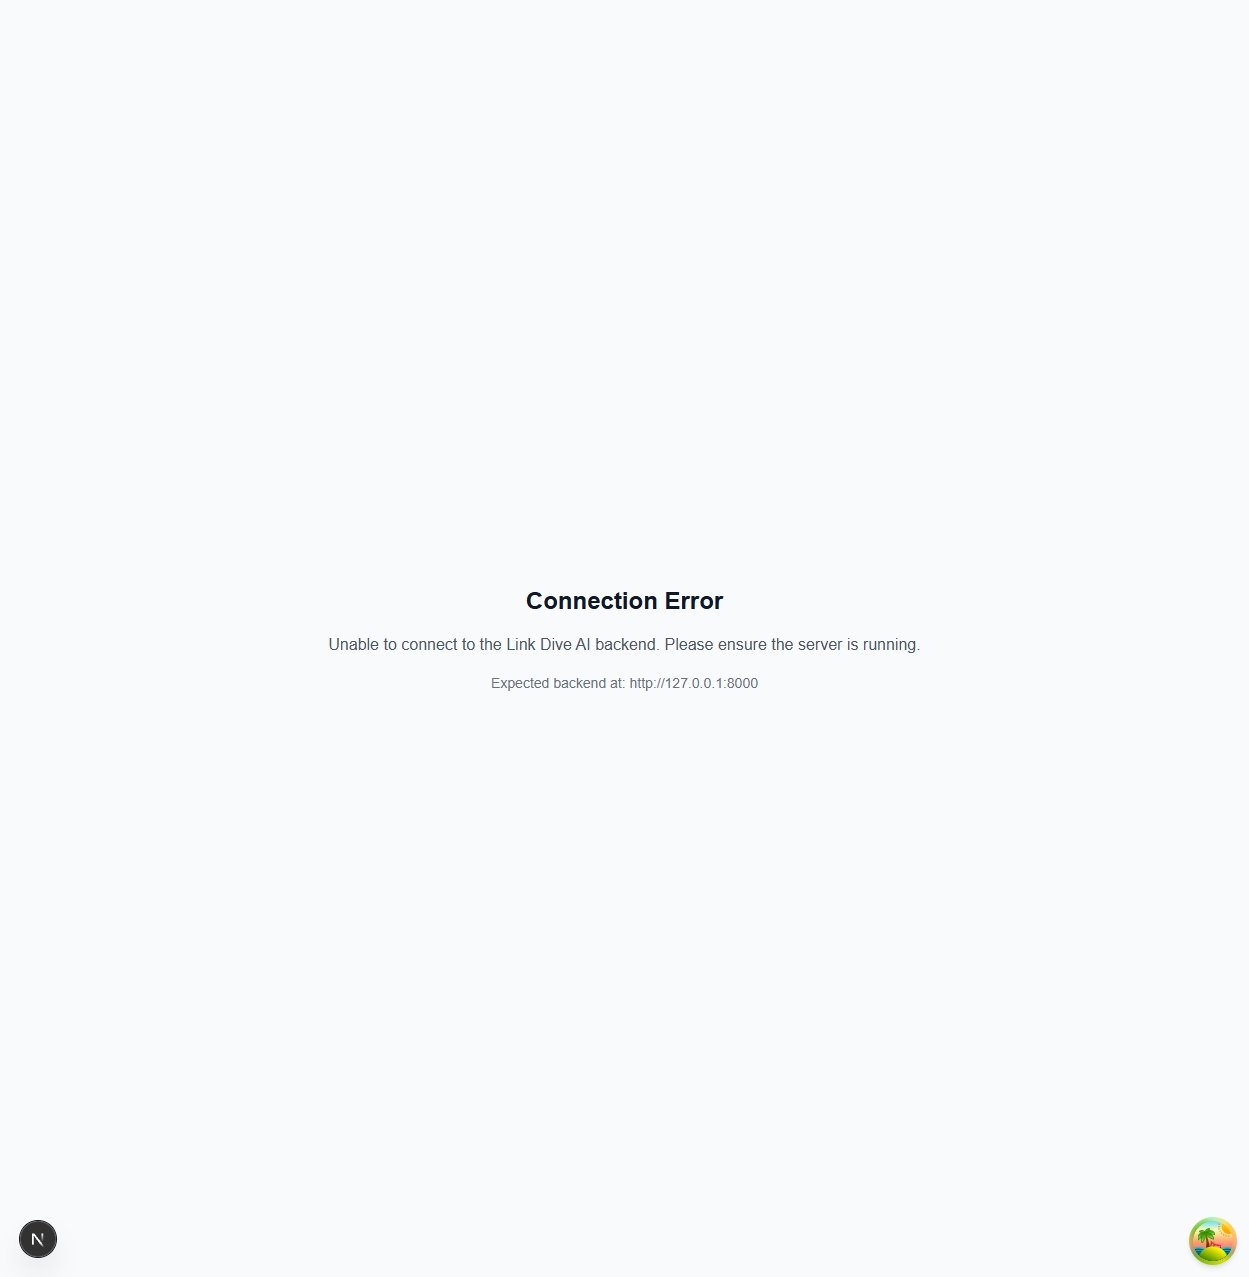 Connection Error
Unable to connect to the Link Dive AI backend. Please ensure the server is running.
Expected backend at: http://127.0.0.1:8000
N